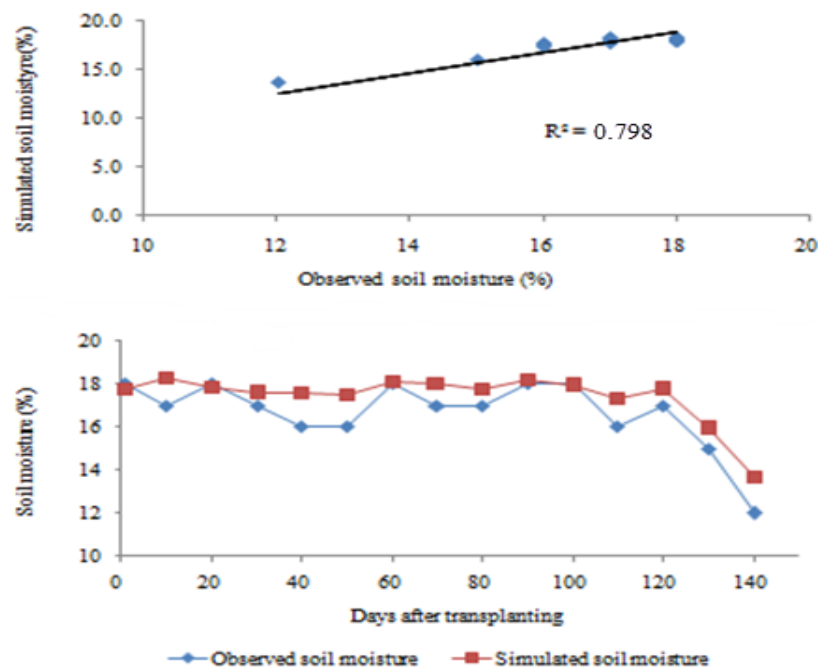 20.0
15.0
10.0
5.0
0.0
Simulated soil moistyre(%)
R² = 0.798
10 12 14 16 18 20
Observed soil moisture (%)
20
18
16
14
12
10
Soil moisture (%)
0 20 40 60 80 100 120 140
Days after transplanting
Observed soil moisture Simulated soil moisture